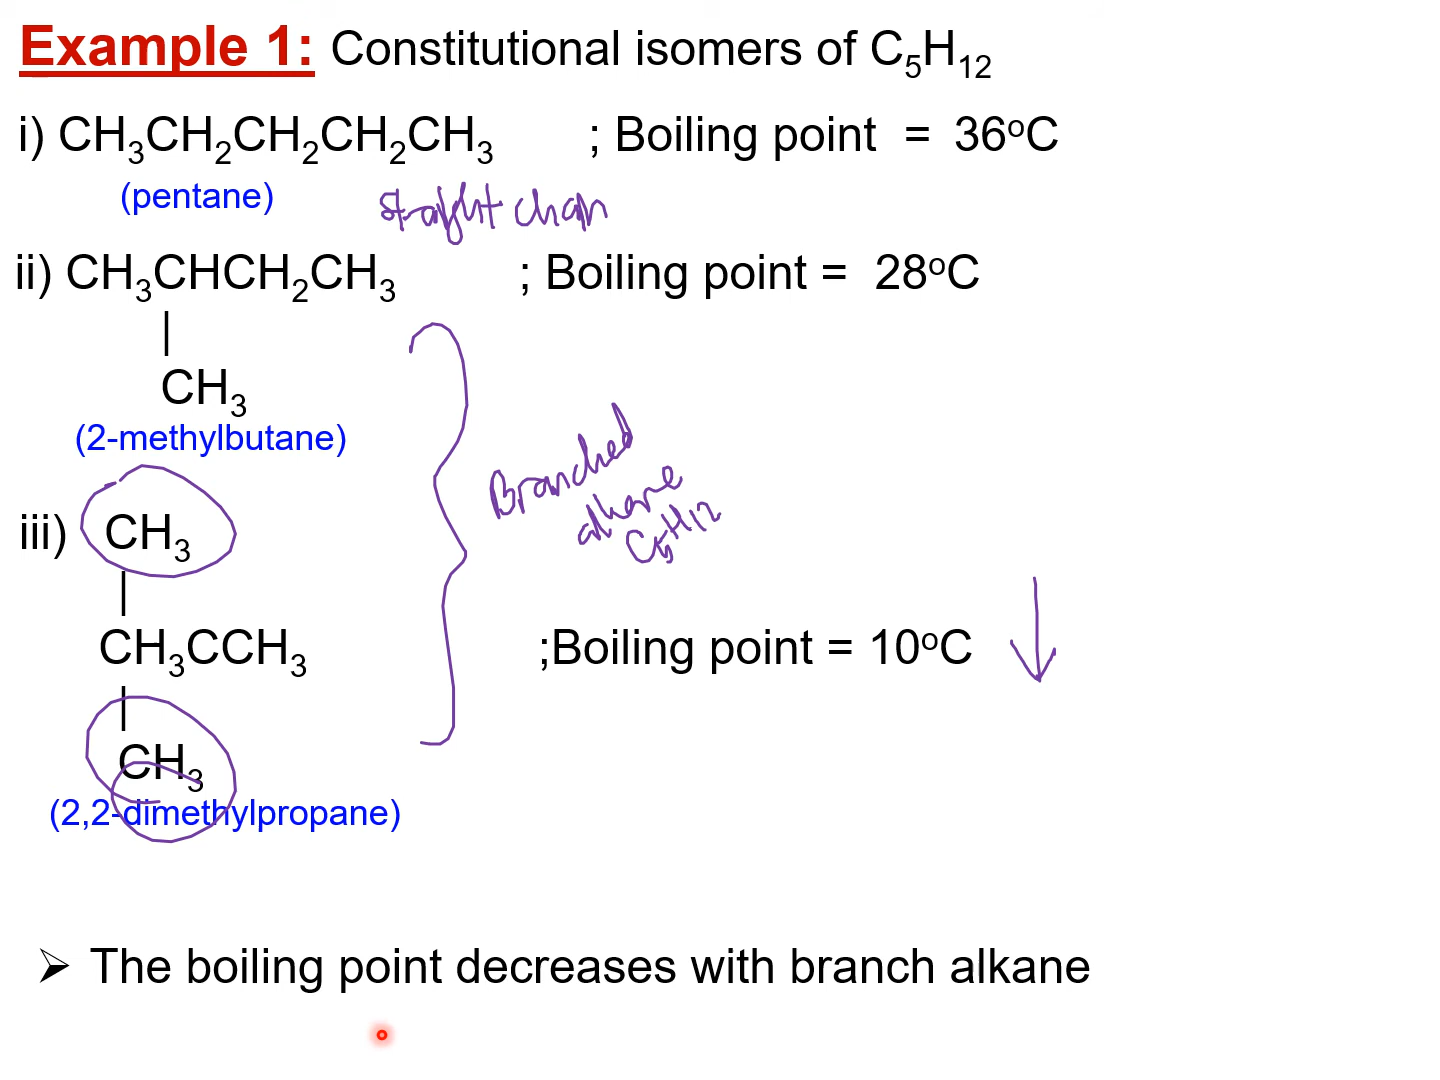 Example 1: Constitutional isomers of C₅H₁₂
i) CH₃CH₂CH₂CH₂CH₃ ; Boiling point = 36ᵒC
(pentane)
straight chain
ii) CH₃CHCH₂CH₃ ; Boiling point = 28ᵒC
|
CH₃
(2-methylbutane)
Branched
alkane
C₅H12
iii) CH₃
|
CH₃CCH₃ ;Boiling point = 10ᵒC
|
CH₃
(2,2-dimethylpropane)
➢ The boiling point decreases with branch alkane